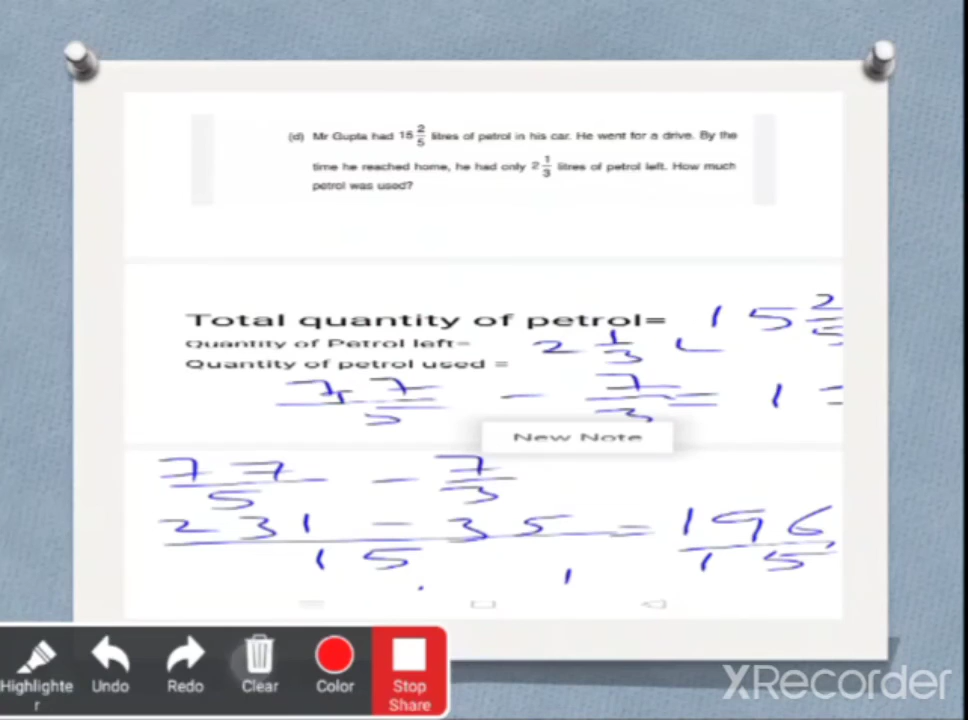 (d) Mr Gupta had 15 2/5 litres of petrol in his car. He went for a drive. By the
time he reached home, he had only 2 1/3 litres of petrol left. How much
petrol was used?
Total quantity of petrol= 15 2/5
Quantity of Petrol left= 2 1/3 L
Quantity of petrol used =
77/5 - 7/3 = 1
New Note
77/5 - 7/3
231 - 35 / 15 = 196/15
Highlighte
r
Undo
Redo
Clear
Color
Stop
Share
XRecorder